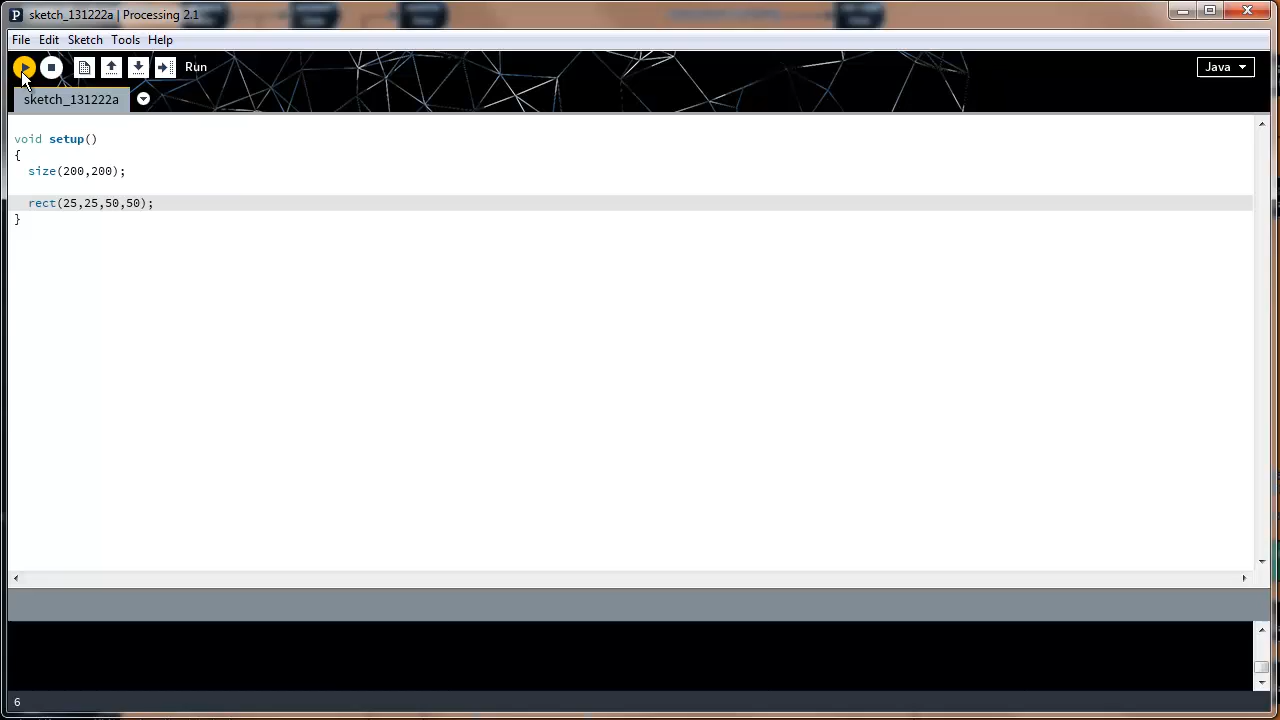 sketch_131222a | Processing 2.1
File Edit Sketch Tools Help
Run
Java
sketch_131222a
void setup()
{
size(200,200);
rect(25,25,50,50);
}
6